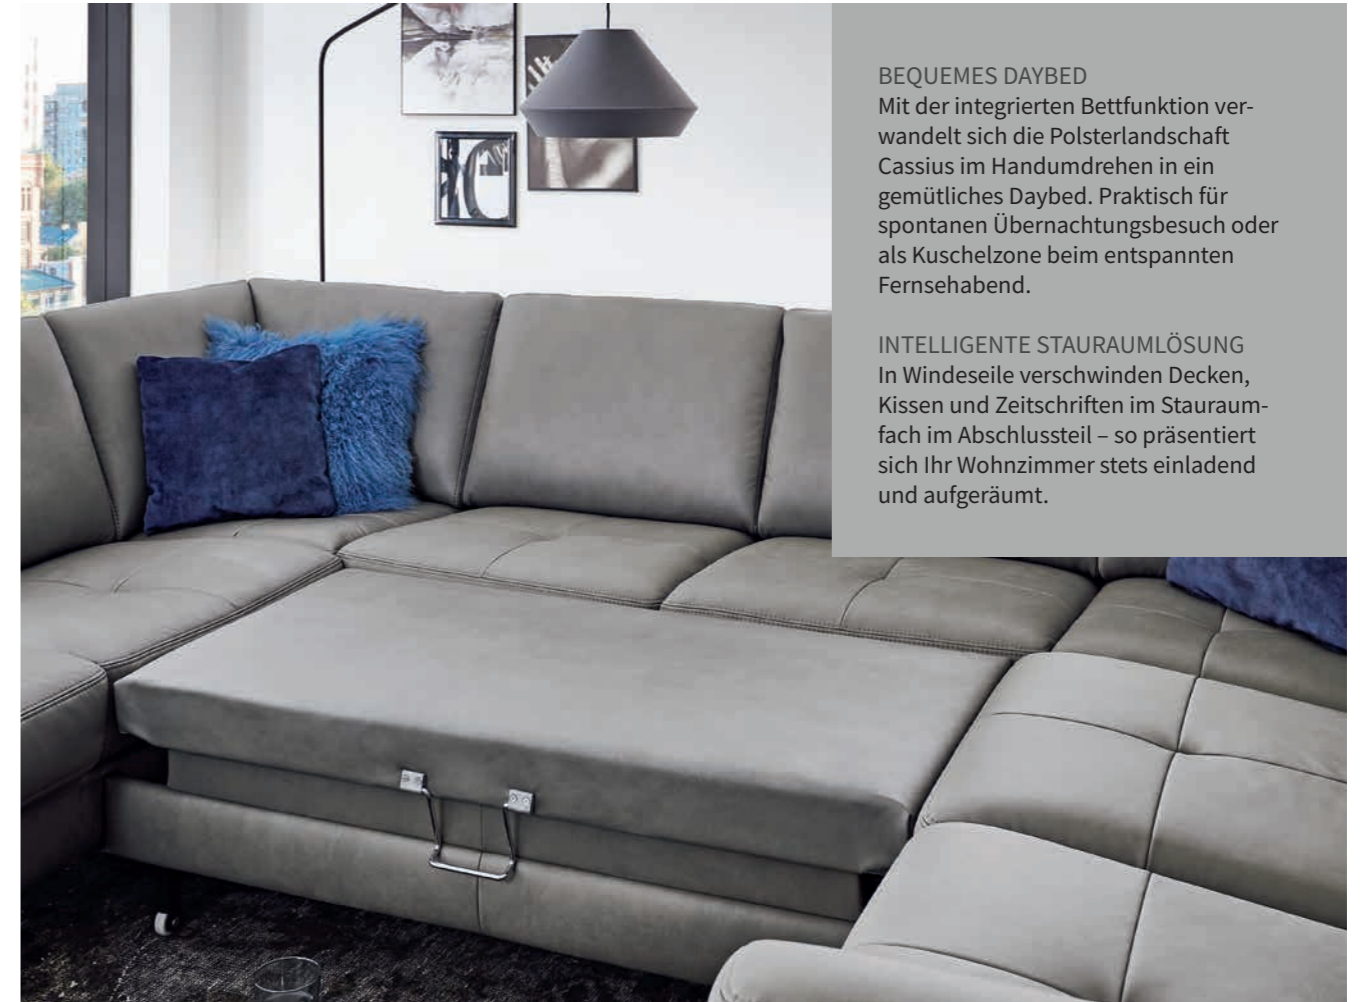 BEQUEMES DAYBED
Mit der integrierten Bettfunktion ver-
wandelt sich die Polsterlandschaft
Cassius im Handumdrehen in ein
gemütliches Daybed. Praktisch für
spontanen Übernachtungsbesuch oder
als Kuschelzone beim entspannten
Fernsehabend.
INTELLIGENTE STAURAUMLÖSUNG
In Windeseile verschwinden Decken,
Kissen und Zeitschriften im Stauraum-
fach im Abschlussteil – so präsentiert
sich Ihr Wohnzimmer stets einladend
und aufgeräumt.